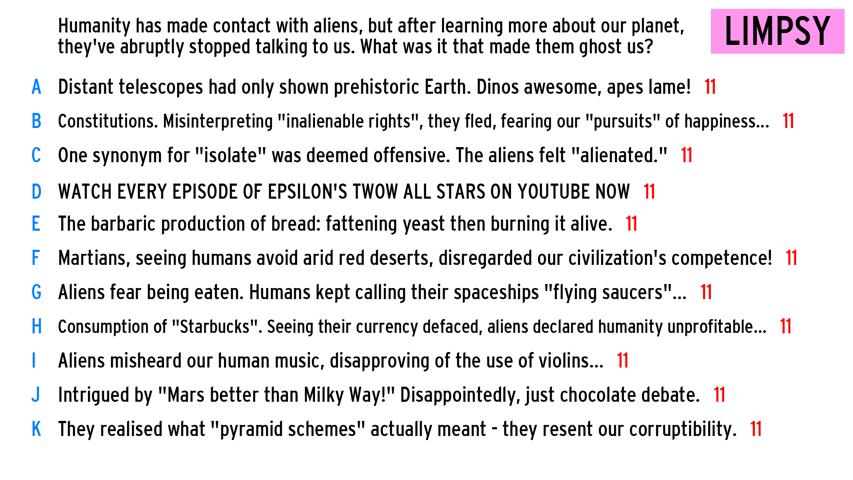 Humanity has made contact with aliens, but after learning more about our planet,
they've abruptly stopped talking to us. What was it that made them ghost us?
LIMPSY
A Distant telescopes had only shown prehistoric Earth. Dinos awesome, apes lame! 11
B Constitutions. Misinterpreting "inalienable rights", they fled, fearing our "pursuits" of happiness... 11
C One synonym for "isolate" was deemed offensive. The aliens felt "alienated." 11
D WATCH EVERY EPISODE OF EPSILON'S TWOW ALL STARS ON YOUTUBE NOW 11
E The barbaric production of bread: fattening yeast then burning it alive. 11
F Martians, seeing humans avoid arid red deserts, disregarded our civilization's competence! 11
G Aliens fear being eaten. Humans kept calling their spaceships "flying saucers"... 11
H Consumption of "Starbucks". Seeing their currency defaced, aliens declared humanity unprofitable... 11
I Aliens misheard our human music, disapproving of the use of violins... 11
J Intrigued by "Mars better than Milky Way!" Disappointedly, just chocolate debate. 11
K They realised what "pyramid schemes" actually meant - they resent our corruptibility. 11